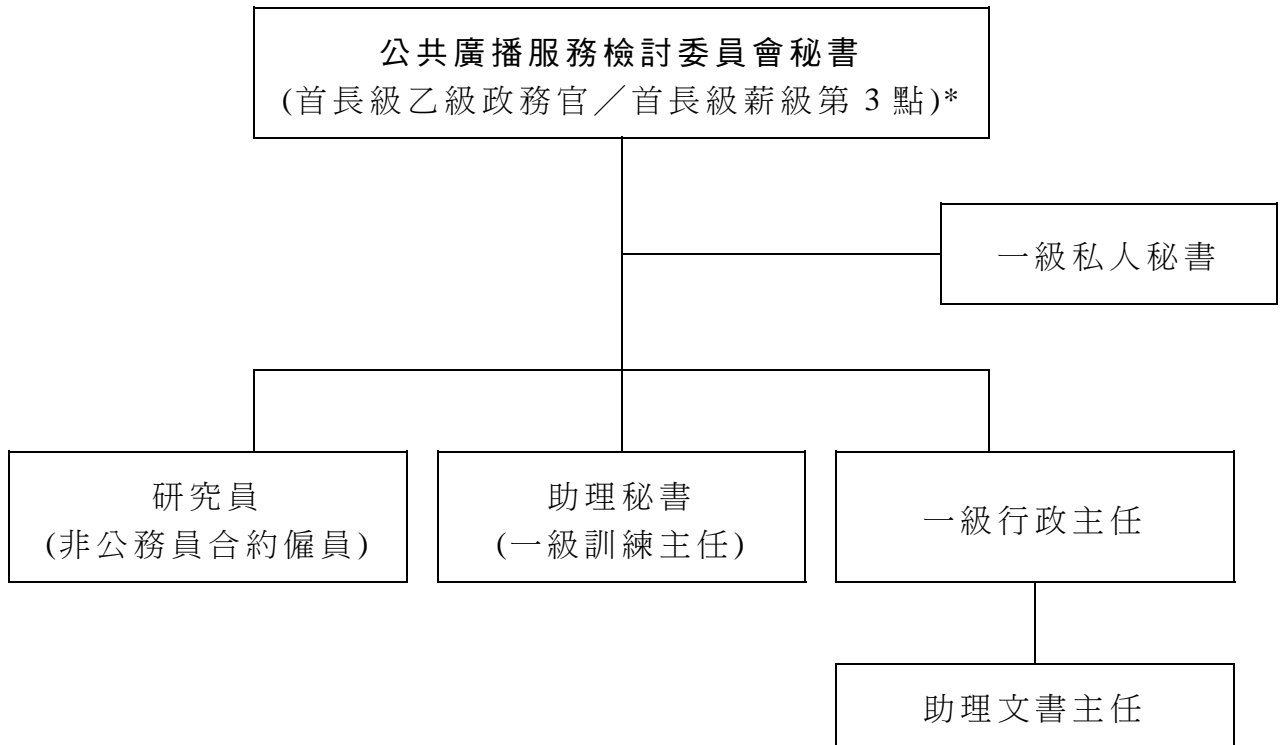 公共廣播服務檢討委員會秘書
(首長級乙級政務官／首長級薪級第 3 點)*
一級私人秘書
研究員
(非公務員合約僱員)
助理秘書
(一級訓練主任)
一級行政主任
助理文書主任